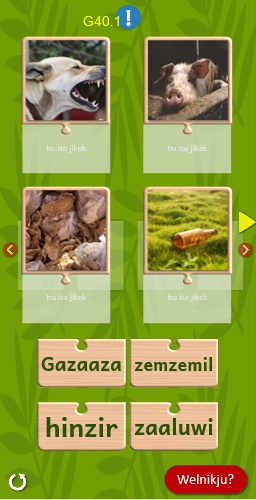 G40.1
!
bu ita jikek
bu ita jikek
bu ita jikek
bu ita jikek
Gazaaza
zemzemil
hinzir
zaaluwi
Welnikju?